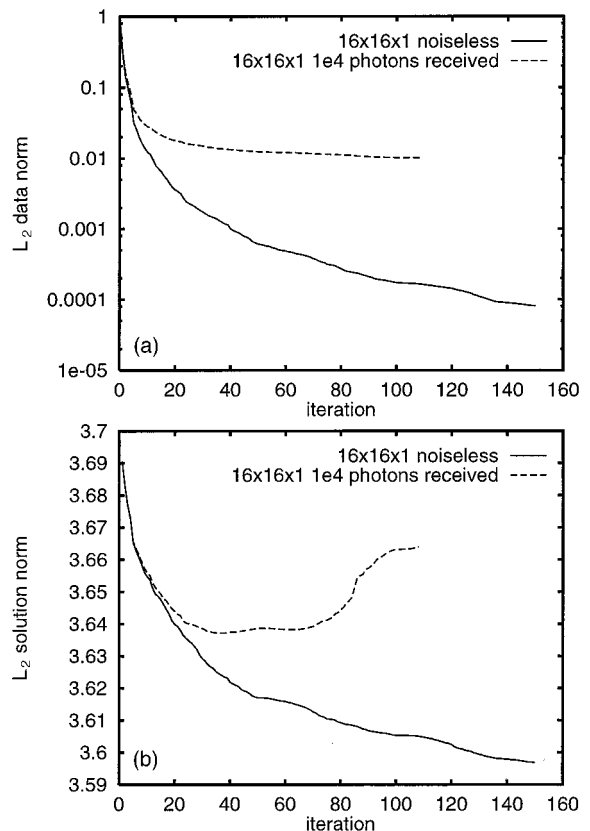 1
0.1
0.01
0.001
0.0001
1e-05
L₂ data norm
16x16x1 noiseless
16x16x1 1e4 photons received
(a)
0 20 40 60 80 100 120 140 160
iteration
3.7
3.69
3.68
3.67
3.66
3.65
3.64
3.63
3.62
3.61
3.6
3.59
L₂ solution norm
16x16x1 noiseless
16x16x1 1e4 photons received
(b)
0 20 40 60 80 100 120 140 160
iteration